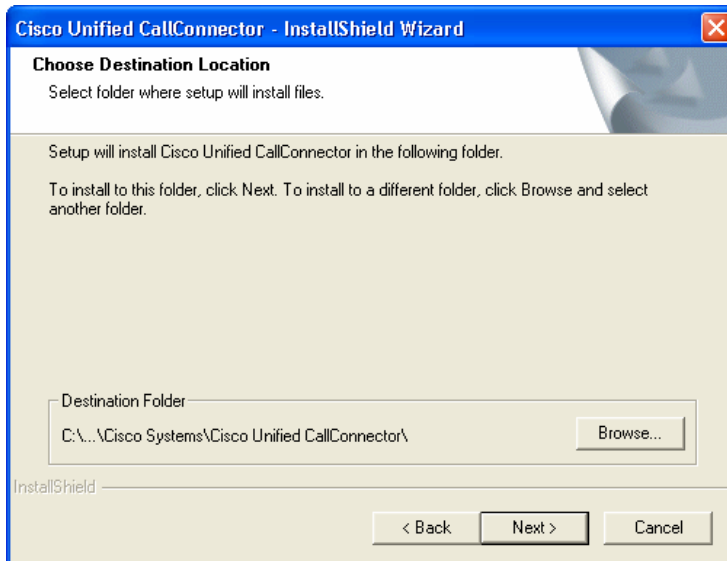 Cisco Unified CallConnector - InstallShield Wizard
Choose Destination Location
Select folder where setup will install files.
Setup will install Cisco Unified CallConnector in the following folder.
To install to this folder, click Next. To install to a different folder, click Browse and select
another folder.
Destination Folder
C:\...\Cisco Systems\Cisco Unified CallConnector\
Browse...
InstallShield
< Back
Next >
Cancel